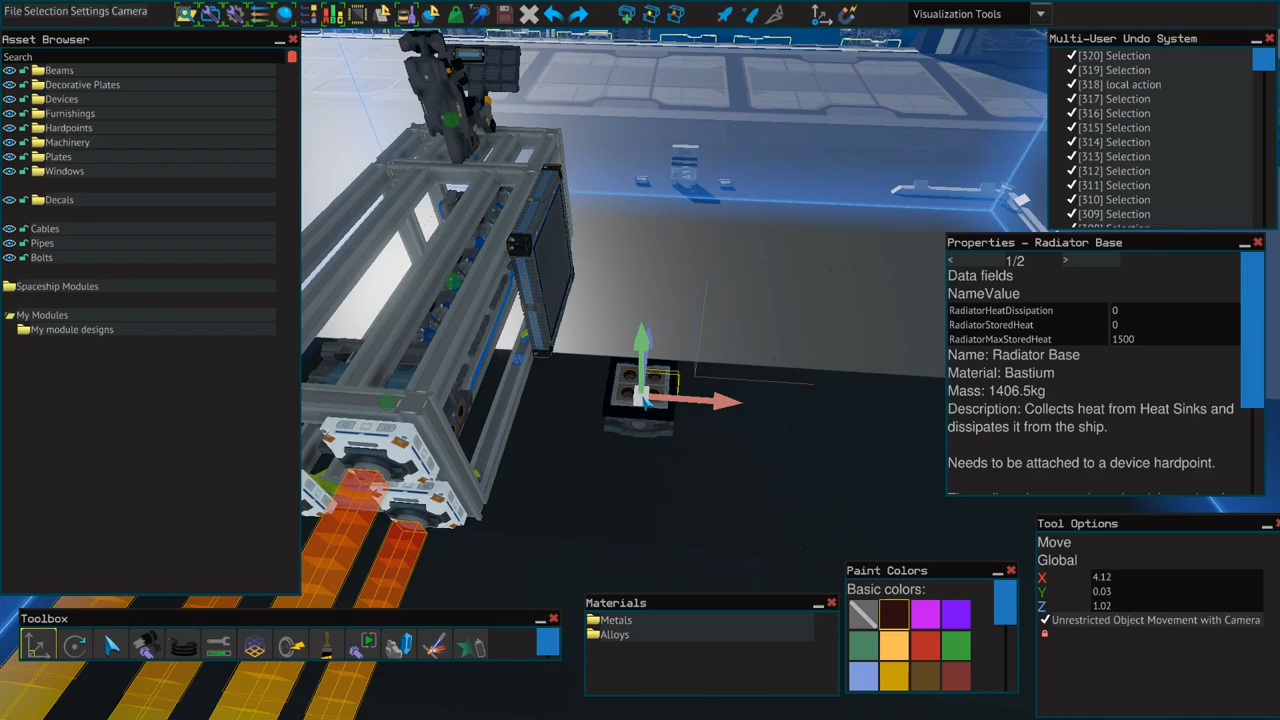 File Selection Settings Camera
Visualization Tools
Asset Browser
Search
Beams
Decorative Plates
Devices
Furnishings
Hardpoints
Machinery
Plates
Windows
Decals
Cables
Pipes
Bolts
Spaceship Modules
My Modules
My module designs
Multi-User Undo System
[320] Selection
[319] Selection
[318] local action
[317] Selection
[316] Selection
[315] Selection
[314] Selection
[313] Selection
[312] Selection
[311] Selection
[310] Selection
[309] Selection
Properties - Radiator Base
< 1/2 >
Data fields
NameValue
RadiatorHeatDissipation 0
RadiatorStoredHeat 0
RadiatorMaxStoredHeat 1500
Name: Radiator Base
Material: Bastium
Mass: 1406.5kg
Description: Collects heat from Heat Sinks and
dissipates it from the ship.
Needs to be attached to a device hardpoint.
Tool Options
Move
Global
X 4.12
Y 0.03
Z 1.02
Unrestricted Object Movement with Camera
Paint Colors
Basic colors:
Materials
Metals
Alloys
Toolbox